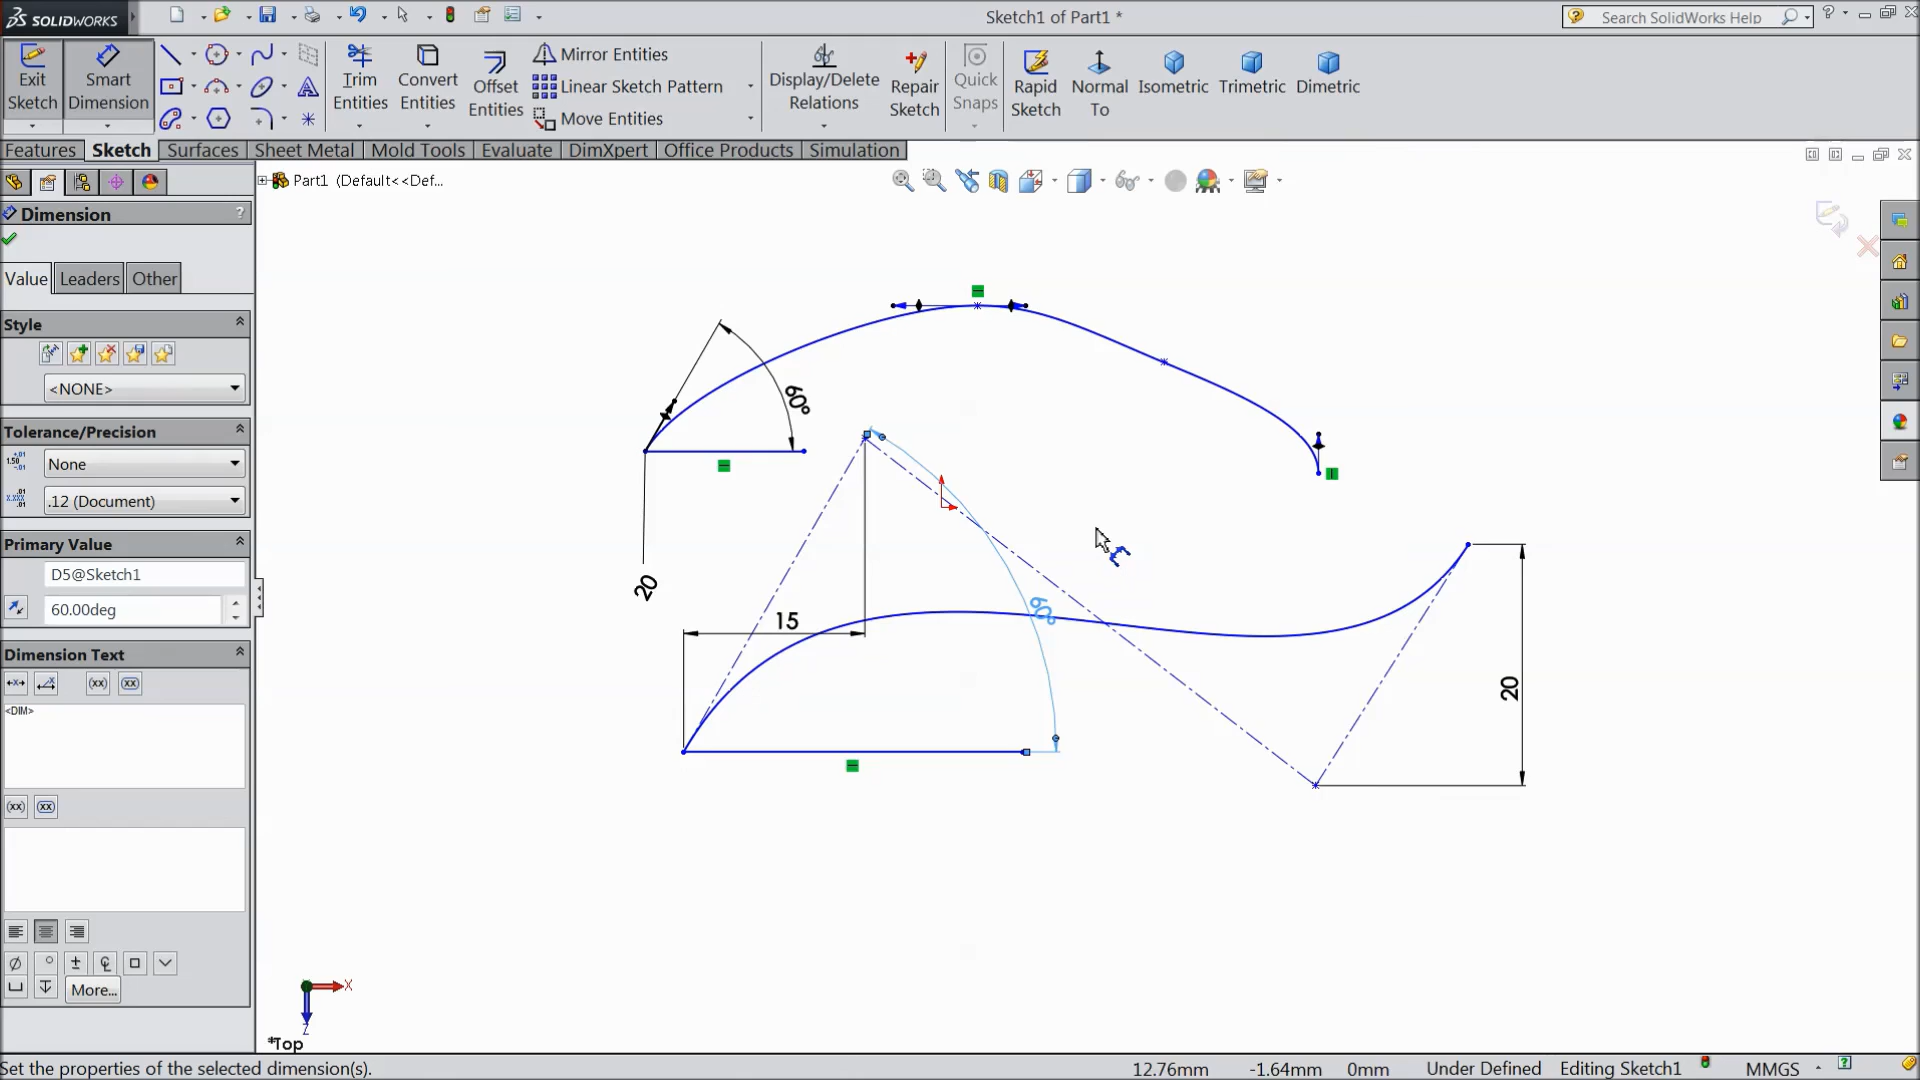 SOLIDWORKS
Sketch1 of Part1 *
Search SolidWorks Help
Exit Sketch
Smart Dimension
Trim Entities
Convert Entities
Offset Entities
Mirror Entities
Linear Sketch Pattern
Move Entities
Display/Delete Relations
Repair Sketch
Quick Snaps
Rapid Sketch
Normal To
Isometric
Trimetric
Dimetric
Features
Sketch
Surfaces
Sheet Metal
Mold Tools
Evaluate
DimXpert
Office Products
Simulation
Part1 (Default<<Def...
Dimension
?
Value
Leaders
Other
Style
<NONE>
Tolerance/Precision
None
.12 (Document)
Primary Value
D5@Sketch1
60.00deg
Dimension Text
<DIM>
More...
60°
20
15
60°
20
X
Z
*Top
Set the properties of the selected dimension(s).
12.76mm
-1.64mm
0mm
Under Defined
Editing Sketch1
MMGS